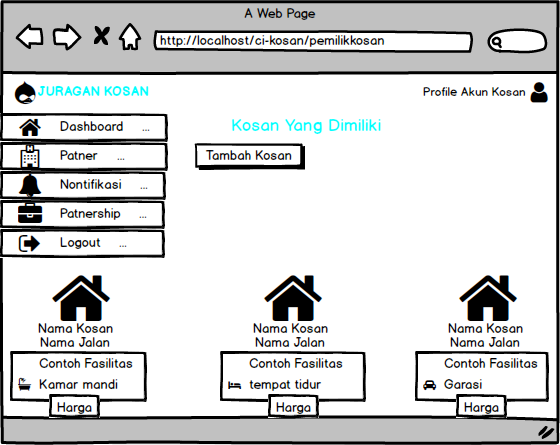 A Web Page
http://localhost/ci-kosan/pemilikkosan
JURAGAN KOSAN
Profile Akun Kosan
Dashboard ...
Kosan Yang Dimiliki
Patner ...
Tambah Kosan
Nontifikasi ...
Patnership ...
Logout ...
Nama Kosan
Nama Jalan
Contoh Fasilitas
Kamar mandi
Harga
Nama Kosan
Nama Jalan
Contoh Fasilitas
tempat tidur
Harga
Nama Kosan
Nama Jalan
Contoh Fasilitas
Garasi
Harga